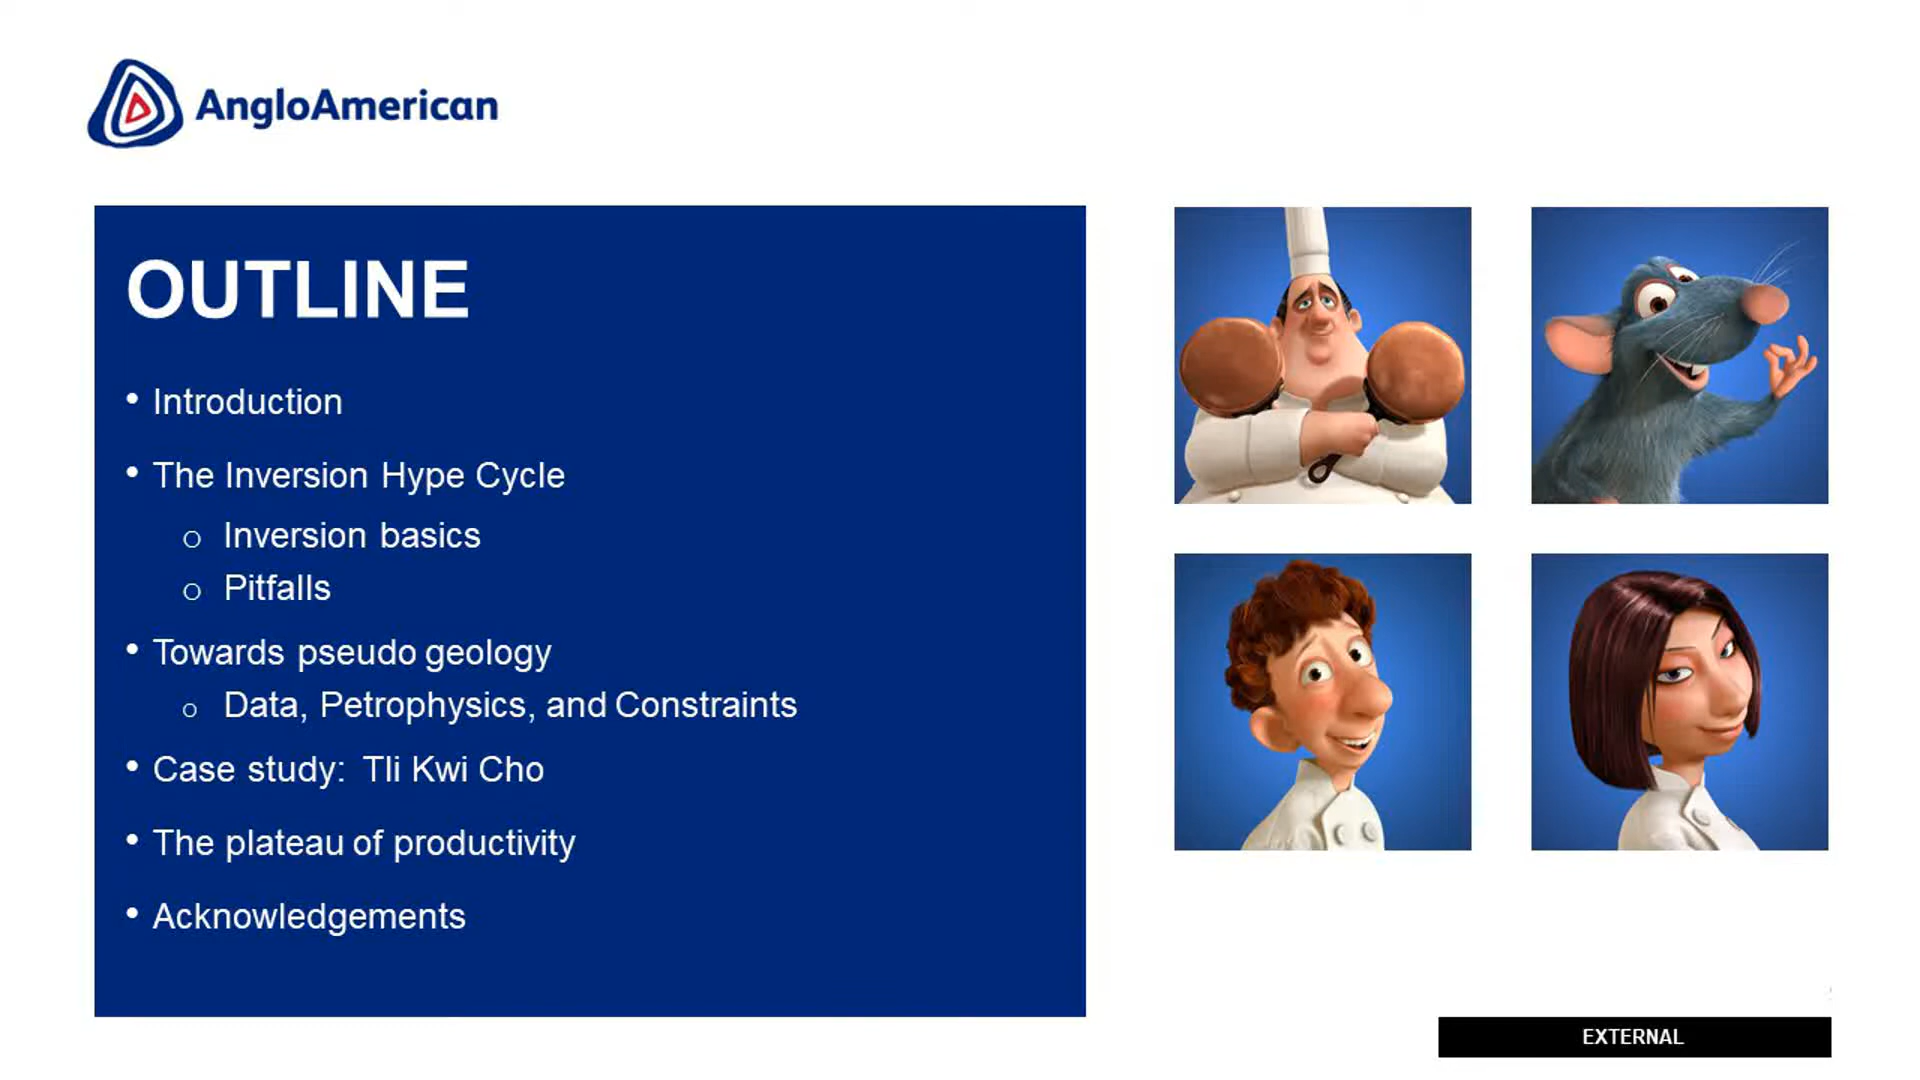 AngloAmerican
OUTLINE
• Introduction
• The Inversion Hype Cycle
o Inversion basics
o Pitfalls
• Towards pseudo geology
o Data, Petrophysics, and Constraints
• Case study: Tli Kwi Cho
• The plateau of productivity
• Acknowledgements
EXTERNAL